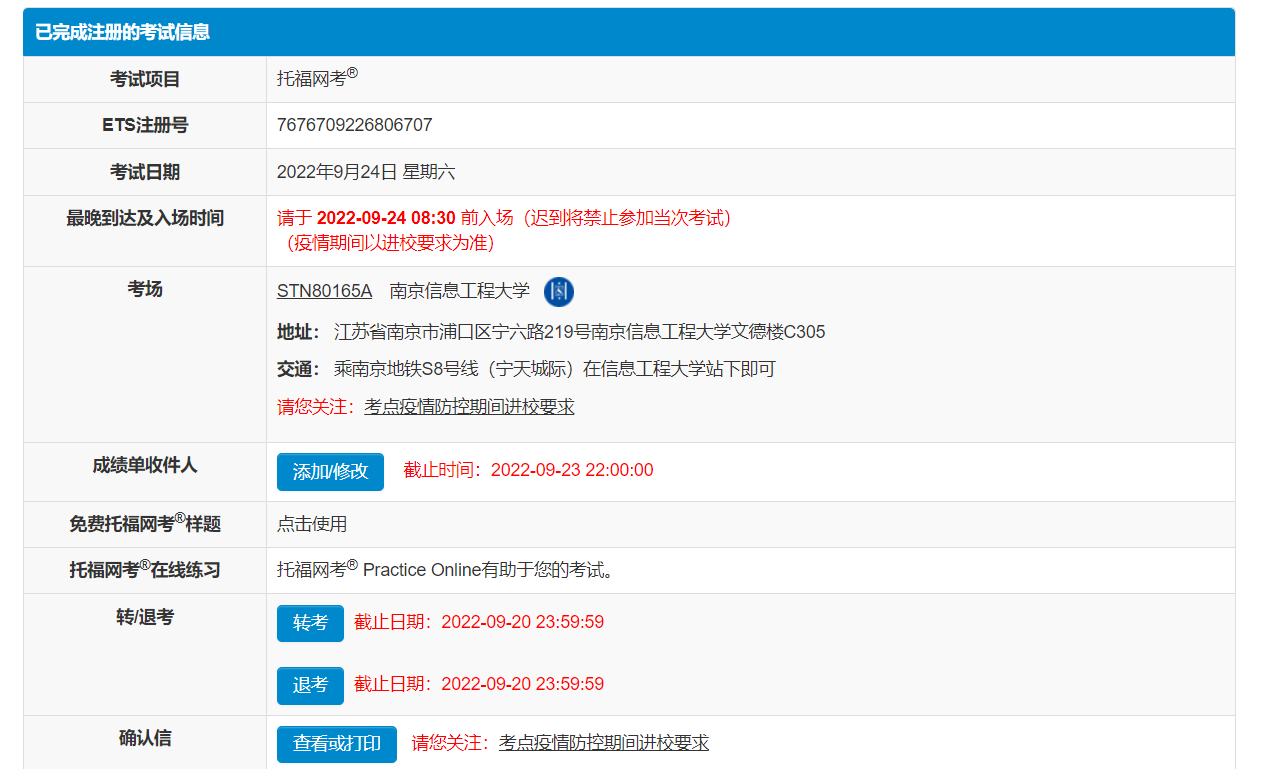 已完成注册的考试信息
考试项目 托福网考®
ETS注册号 7676709226806707
考试日期 2022年9月24日 星期六
最晚到达及入场时间 请于 2022-09-24 08:30 前入场（迟到将禁止参加当次考试）
（疫情期间以进校要求为准）
考场 STN80165A 南京信息工程大学
地址： 江苏省南京市浦口区宁六路219号南京信息工程大学文德楼C305
交通： 乘南京地铁S8号线（宁天城际）在信息工程大学站下即可
请您关注：考点疫情防控期间进校要求
成绩单收件人 添加/修改 截止时间：2022-09-23 22:00:00
免费托福网考®样题 点击使用
托福网考®在线练习 托福网考® Practice Online有助于您的考试。
转/退考 转考 截止日期：2022-09-20 23:59:59
退考 截止日期：2022-09-20 23:59:59
确认信 查看或打印 请您关注：考点疫情防控期间进校要求